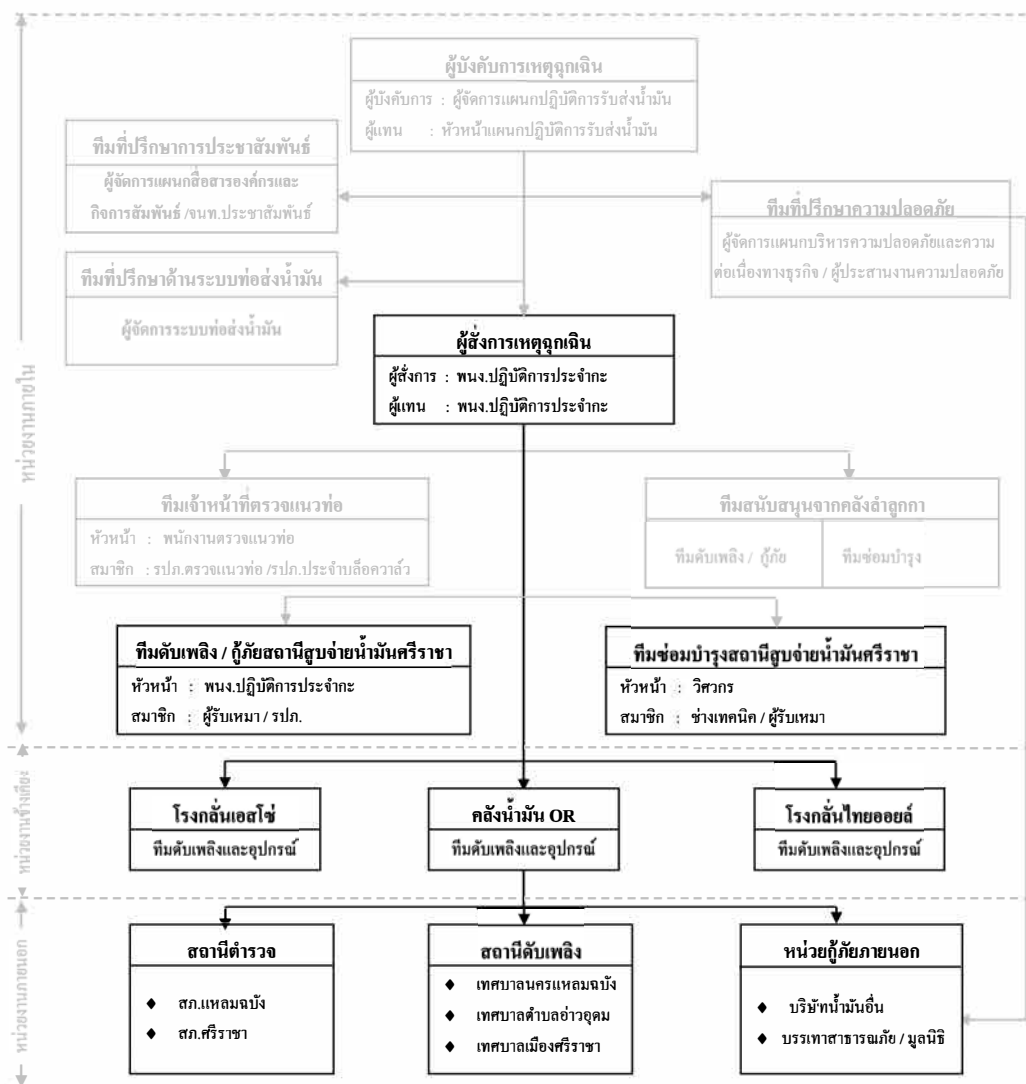 ผู้บังคับการเหตุฉุกเฉิน
ผู้บังคับการ : ผู้จัดการแผนกปฏิบัติการรับส่งน้ำมัน
ผู้แทน : หัวหน้าแผนกปฏิบัติการรับส่งน้ำมัน
ทีมที่ปรึกษาการประชาสัมพันธ์
ผู้จัดการแผนกสื่อสารองค์กรและ
กิจการสัมพันธ์ /จนท.ประชาสัมพันธ์
ทีมที่ปรึกษาความปลอดภัย
ผู้จัดการแผนกบริหารความปลอดภัยและความ
ต่อเนื่องทางธุรกิจ / ผู้ประสานงานความปลอดภัย
ทีมที่ปรึกษาด้านระบบท่อส่งน้ำมัน
ผู้จัดการระบบท่อส่งน้ำมัน
ผู้สั่งการเหตุฉุกเฉิน
ผู้สั่งการ : พนง.ปฏิบัติการประจำกะ
ผู้แทน : พนง.ปฏิบัติการประจำกะ
หน่วยงานภายใน
ทีมเจ้าหน้าที่ตรวจแนวท่อ
หัวหน้า : พนักงานตรวจแนวท่อ
สมาชิก : รปภ.ตรวจแนวท่อ /รปภ.ประจำบล็อควาล์ว
ทีมสนับสนุนจากคลังลำลูกกา
ทีมดับเพลิง / กู้ภัย
ทีมซ่อมบำรุง
ทีมดับเพลิง / กู้ภัยสถานีสูบจ่ายน้ำมันศรีราชา
หัวหน้า : พนง.ปฏิบัติการประจำกะ
สมาชิก : ผู้รับเหมา / รปภ.
ทีมซ่อมบำรุงสถานีสูบจ่ายน้ำมันศรีราชา
หัวหน้า : วิศวกร
สมาชิก : ช่างเทคนิค / ผู้รับเหมา
หน่วยงานข้างเคียง
โรงกลั่นเอสโซ่
ทีมดับเพลิงและอุปกรณ์
คลังน้ำมัน OR
ทีมดับเพลิงและอุปกรณ์
โรงกลั่นไทยออยล์
ทีมดับเพลิงและอุปกรณ์
หน่วยงานภายนอก
สถานีตำรวจ
♦ สภ.แหลมฉบัง
♦ สภ.ศรีราชา
สถานีดับเพลิง
♦ เทศบาลนครแหลมฉบัง
♦ เทศบาลตำบลอ่าวอุดม
♦ เทศบาลเมืองศรีราชา
หน่วยกู้ภัยภายนอก
♦ บริษัทน้ำมันอื่น
♦ บรรเทาสาธารณภัย / มูลนิธิ